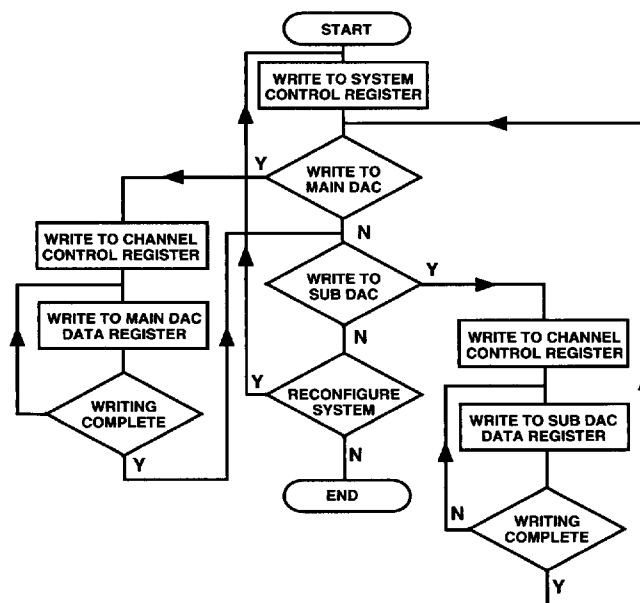 START
WRITE TO SYSTEM
CONTROL REGISTER
Y
WRITE TO
MAIN DAC
N
WRITE TO CHANNEL
CONTROL REGISTER
WRITE TO MAIN DAC
DATA REGISTER
WRITING
COMPLETE
Y
WRITE TO
SUB DAC
Y
N
WRITE TO CHANNEL
CONTROL REGISTER
WRITE TO SUB DAC
DATA REGISTER
N
WRITING
COMPLETE
Y
Y
RECONFIGURE
SYSTEM
N
END